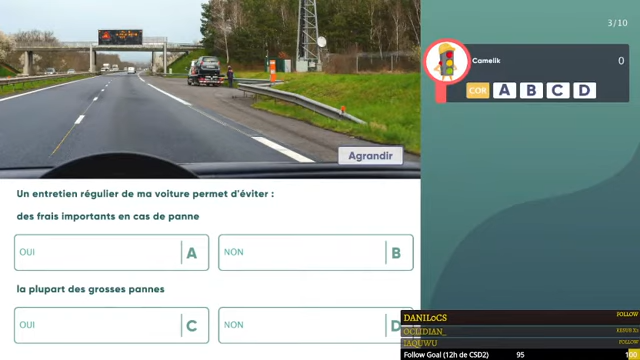 3/10
Camelik
0
COR A B C D
Agrandir
Un entretien régulier de ma voiture permet d'éviter :
des frais importants en cas de panne
OUI A
NON B
la plupart des grosses pannes
OUI C
NON D
DANILOCS FOLLOW
OCLIDIAN_
IAQUWU FOLLOW
Follow Goal (12h de CSD2) 95 100